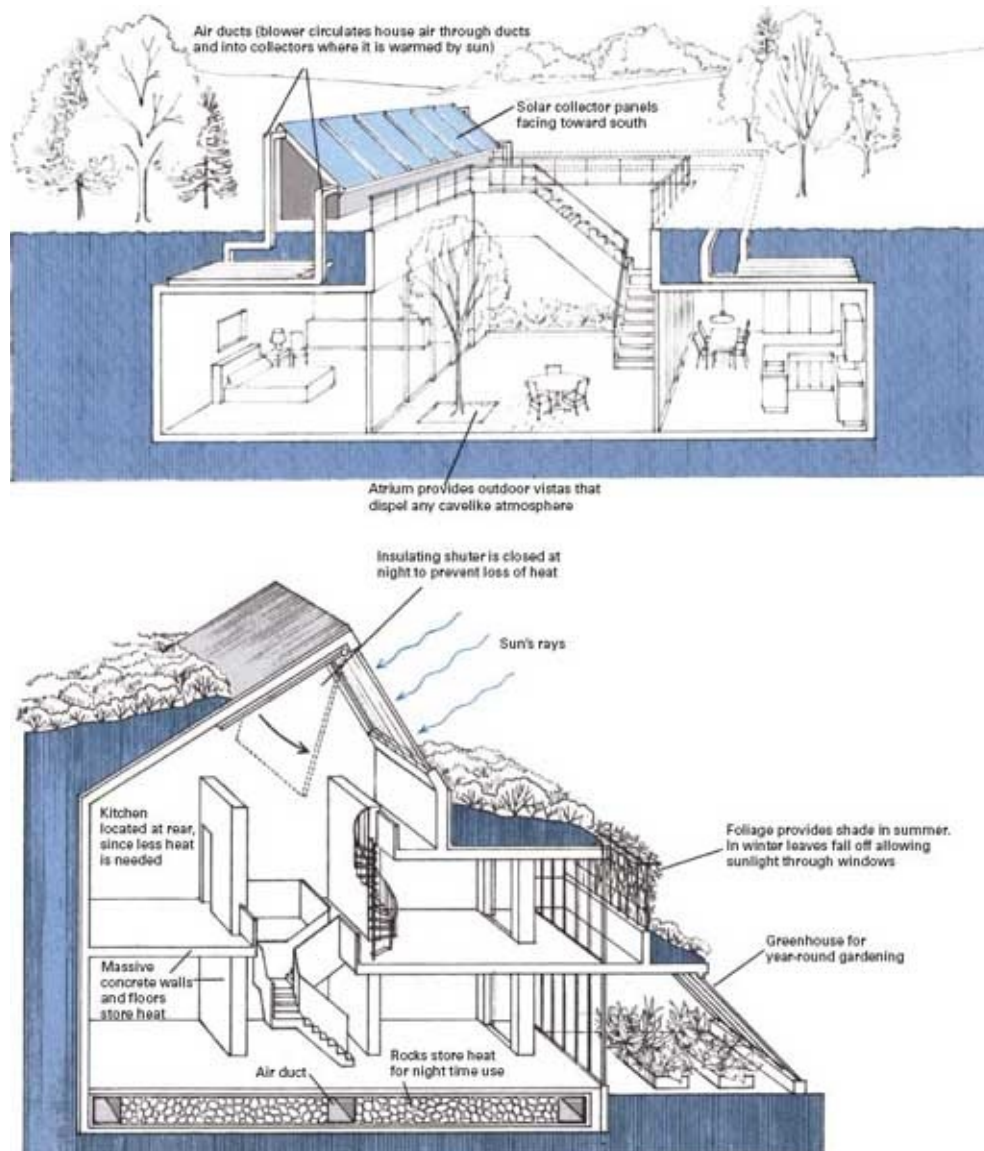 Air ducts (blower circulates house air through ducts
and into collectors where it is warmed by sun)
Solar collector panels
facing toward south
Atrium provides outdoor vistas that
dispel any cavelike atmosphere
Insulating shuter is closed at
night to prevent loss of heat
Sun's rays
Kitchen
located at rear,
since less heat
is needed
Foliage provides shade in summer.
In winter leaves fall off allowing
sunlight through windows
Greenhouse for
year-round gardening
Massive
concrete walls
and floors
store heat
Rocks store heat
for night time use
Air duct